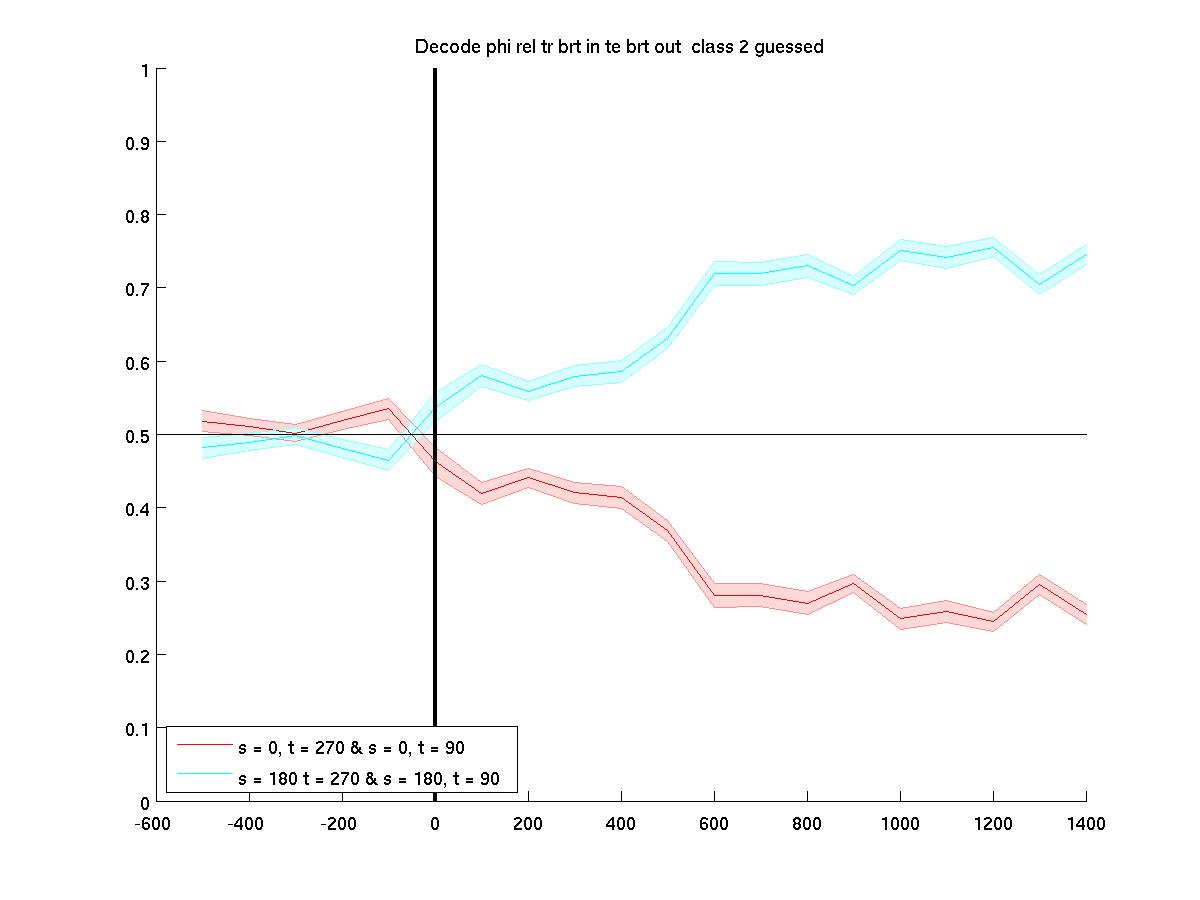 Decode phi rel tr brt in te brt out  class 2 guessed
1
0.9
0.8
0.7
0.6
0.5
0.4
0.3
0.2
0.1
0
s = 0, t = 270 & s = 0, t = 90
s = 180 t = 270 & s = 180, t = 90
-600 -400 -200 0 200 400 600 800 1000 1200 1400